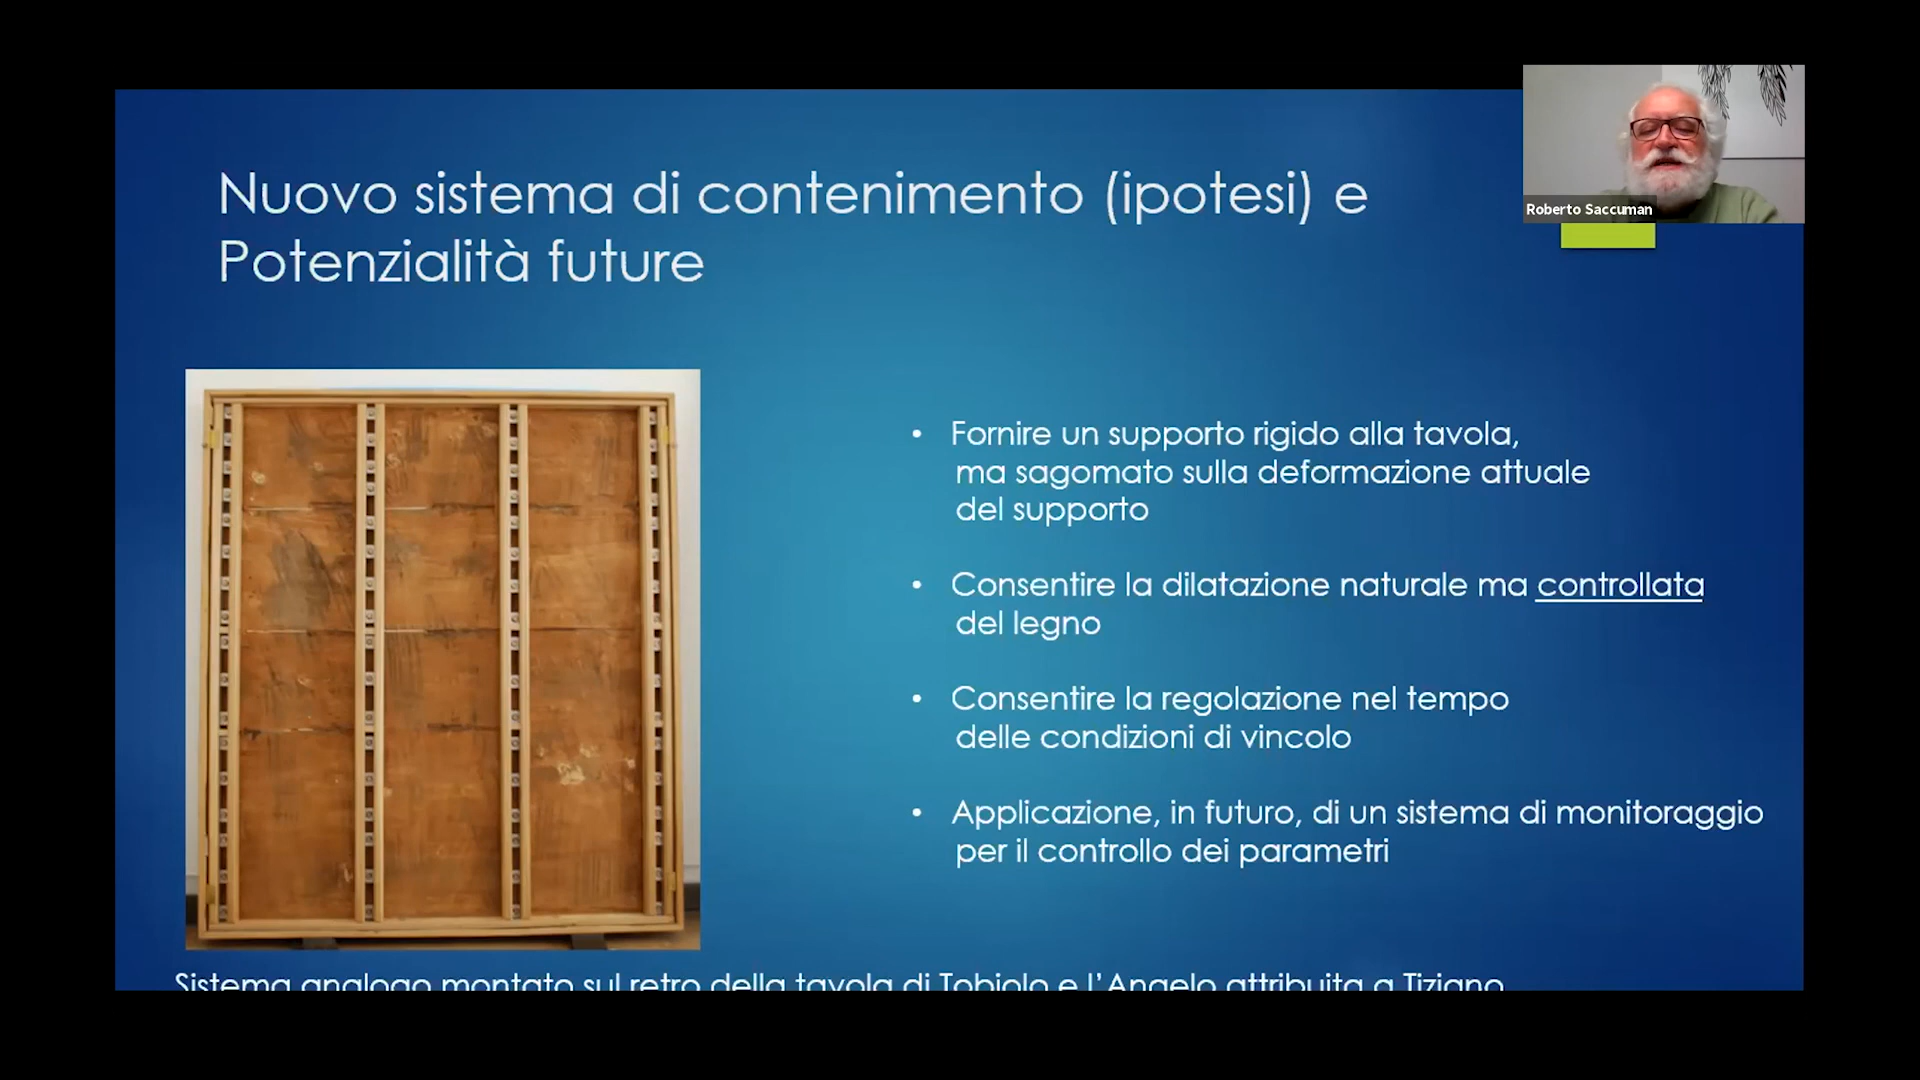 Nuovo sistema di contenimento (ipotesi) e
Potenzialità future
Roberto Saccuman
• Fornire un supporto rigido alla tavola,
ma sagomato sulla deformazione attuale
del supporto
• Consentire la dilatazione naturale ma controllata
del legno
• Consentire la regolazione nel tempo
delle condizioni di vincolo
• Applicazione, in futuro, di un sistema di monitoraggio
per il controllo dei parametri
Sistema analogo montato sul retro della tavola di Tobiolo e l'Angelo attribuita a Tiziano